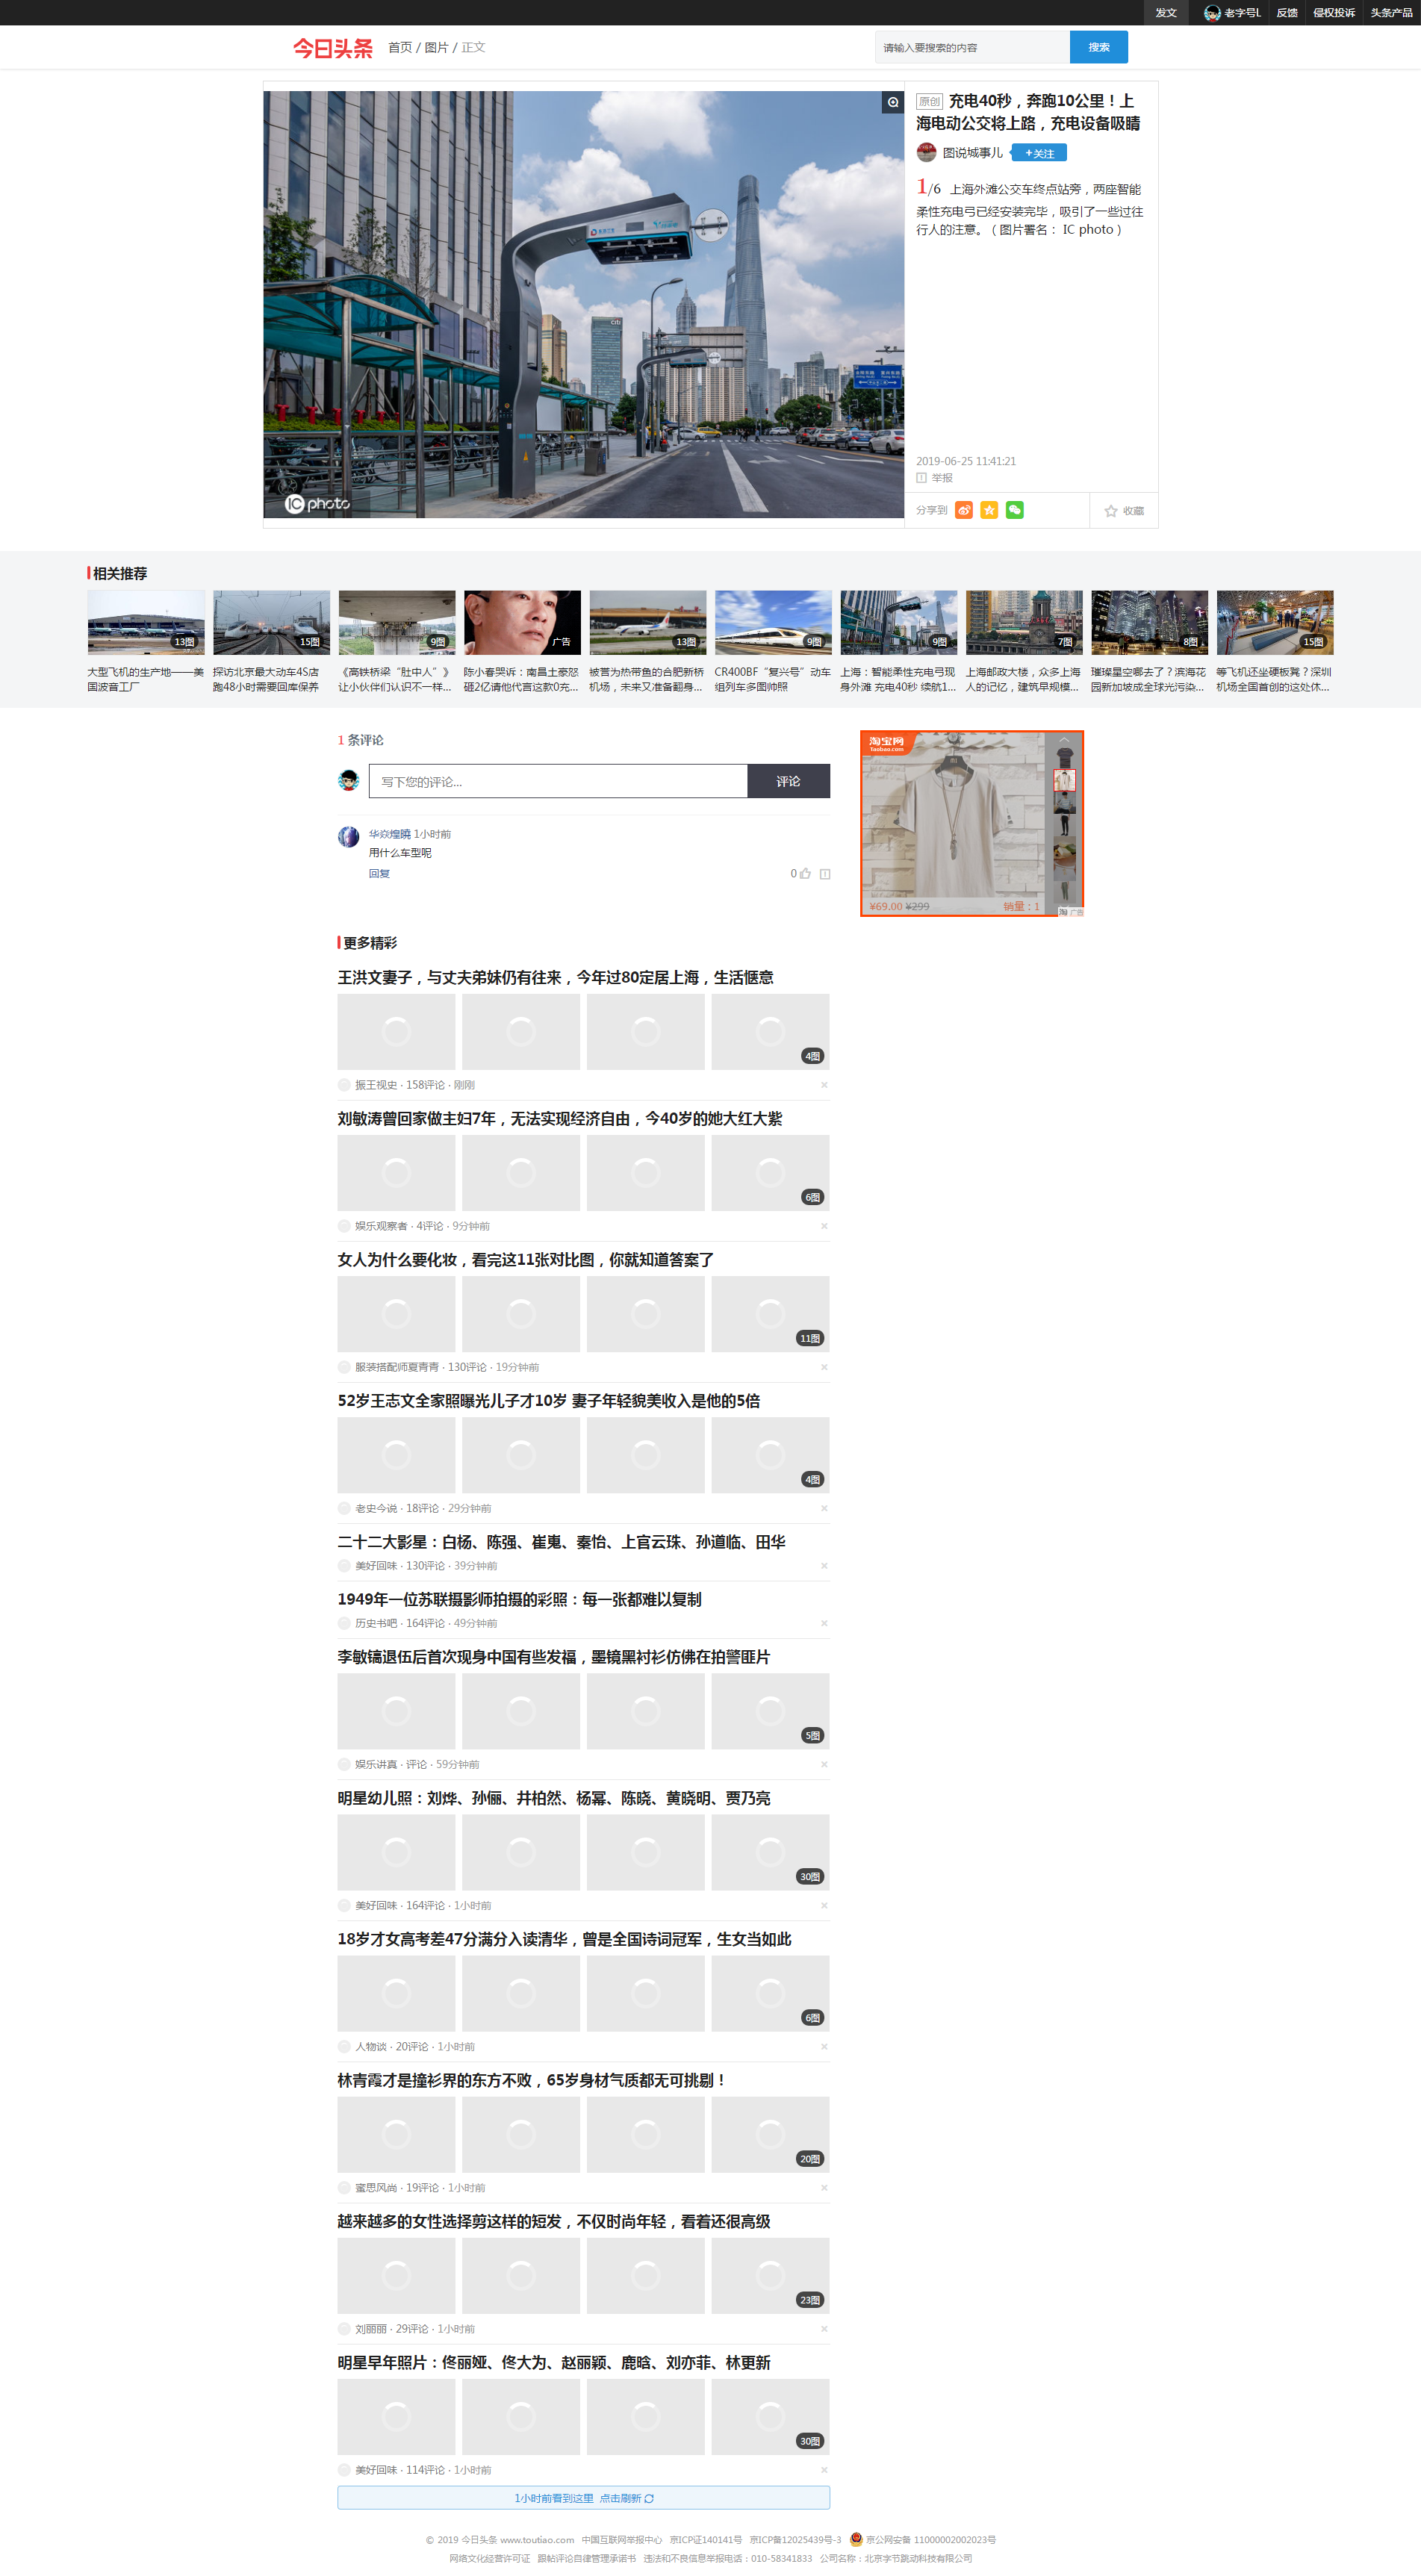 发文
老字号L
反馈
侵权投诉
头条产品
今日头条
首页 / 图片 / 正文
请输入要搜索的内容
搜索
citi
IC photo
原创 充电40秒，奔跑10公里！上
海电动公交将上路，充电设备吸睛
图说城事儿
+关注
1/6 上海外滩公交车终点站旁，两座智能
柔性充电弓已经安装完毕，吸引了一些过往
行人的注意。（图片署名： IC photo ）
2019-06-25 11:41:21
举报
分享到
收藏
相关推荐
13图
15图
9图
广告
13图
9图
9图
7图
8图
15图
大型飞机的生产地——美
国波音工厂
探访北京最大动车4S店
跑48小时需要回库保养
《高铁桥梁“肚中人”》
让小伙伴们认识不一样...
陈小春哭诉：南昌土豪怒
砸2亿请他代言这款0充...
被誉为热带鱼的合肥新桥
机场，未来又准备翻身...
CR400BF“复兴号”动车
组列车多图帅照
上海：智能柔性充电弓现
身外滩 充电40秒 续航1...
上海邮政大楼，众多上海
人的记忆，建筑早规模...
璀璨星空哪去了？滨海花
园新加坡成全球光污染...
等飞机还坐硬板凳？深圳
机场全国首创的这处休...
1 条评论
写下您的评论...
评论
华焱煌曉 1小时前
用什么车型呢
回复
0
淘宝网
Taobao.com
¥69.00 ¥299
销量：1
淘 广告
更多精彩
王洪文妻子，与丈夫弟妹仍有往来，今年过80定居上海，生活惬意
4图
振王视史 · 158评论 · 刚刚
刘敏涛曾回家做主妇7年，无法实现经济自由，今40岁的她大红大紫
6图
娱乐观察者 · 4评论 · 9分钟前
女人为什么要化妆，看完这11张对比图，你就知道答案了
11图
服装搭配师夏青青 · 130评论 · 19分钟前
52岁王志文全家照曝光儿子才10岁 妻子年轻貌美收入是他的5倍
4图
老史今说 · 18评论 · 29分钟前
二十二大影星：白杨、陈强、崔嵬、秦怡、上官云珠、孙道临、田华
美好回味 · 130评论 · 39分钟前
1949年一位苏联摄影师拍摄的彩照：每一张都难以复制
历史书吧 · 164评论 · 49分钟前
李敏镐退伍后首次现身中国有些发福，墨镜黑衬衫仿佛在拍警匪片
5图
娱乐讲真 · 评论 · 59分钟前
明星幼儿照：刘烨、孙俪、井柏然、杨幂、陈晓、黄晓明、贾乃亮
30图
美好回味 · 164评论 · 1小时前
18岁才女高考差47分满分入读清华，曾是全国诗词冠军，生女当如此
6图
人物谈 · 20评论 · 1小时前
林青霞才是撞衫界的东方不败，65岁身材气质都无可挑剔！
20图
蜜思风尚 · 19评论 · 1小时前
越来越多的女性选择剪这样的短发，不仅时尚年轻，看着还很高级
23图
刘丽丽 · 29评论 · 1小时前
明星早年照片：佟丽娅、佟大为、赵丽颖、鹿晗、刘亦菲、林更新
30图
美好回味 · 114评论 · 1小时前
1小时前看到这里 点击刷新
© 2019 今日头条 www.toutiao.com 中国互联网举报中心 京ICP证140141号 京ICP备12025439号-3 京公网安备 11000002002023号
网络文化经营许可证 跟帖评论自律管理承诺书 违法和不良信息举报电话：010-58341833 公司名称：北京字节跳动科技有限公司